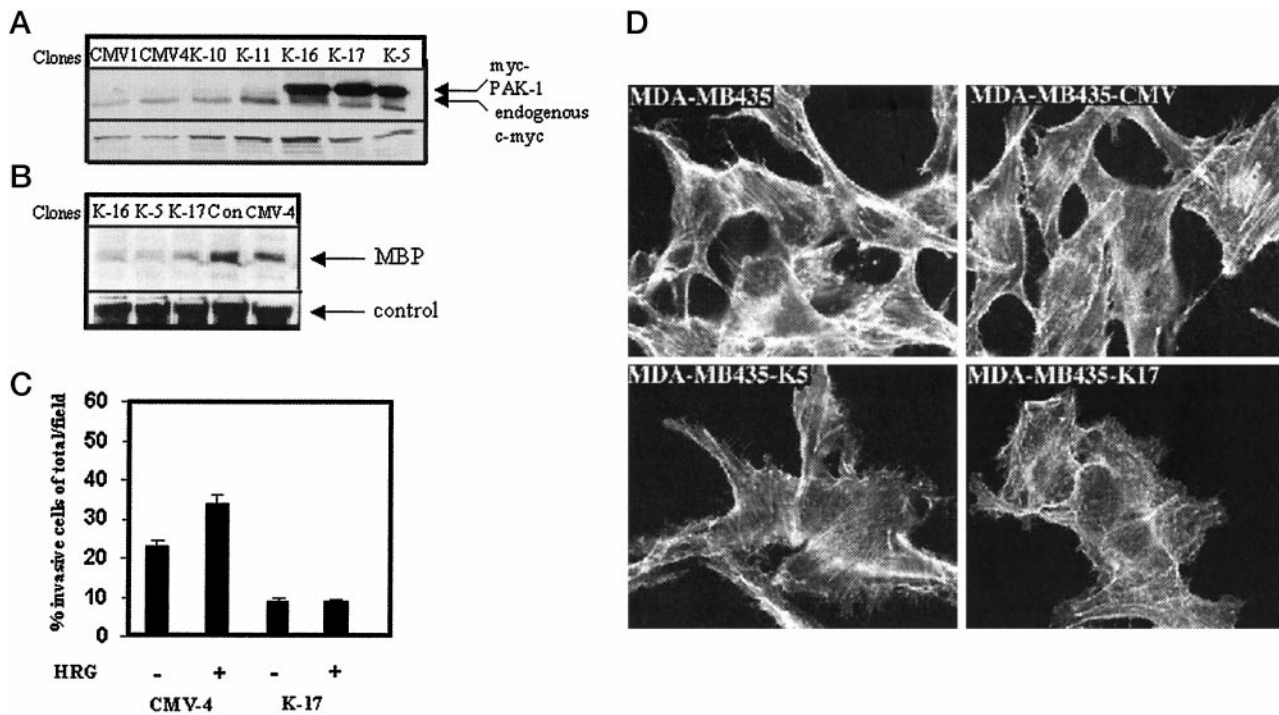 A
Clones CMV1 CMV4 K-10 K-11 K-16 K-17 K-5
myc-
PAK-1
endogenous
c-myc
B
Clones K-16 K-5 K-17 Con CMV-4
MBP
control
C
% invasive cells of total/field
60
50
40
30
20
10
0
HRG - + - +
CMV-4 K-17
D
MDA-MB435
MDA-MB435-CMV
MDA-MB435-K5
MDA-MB435-K17